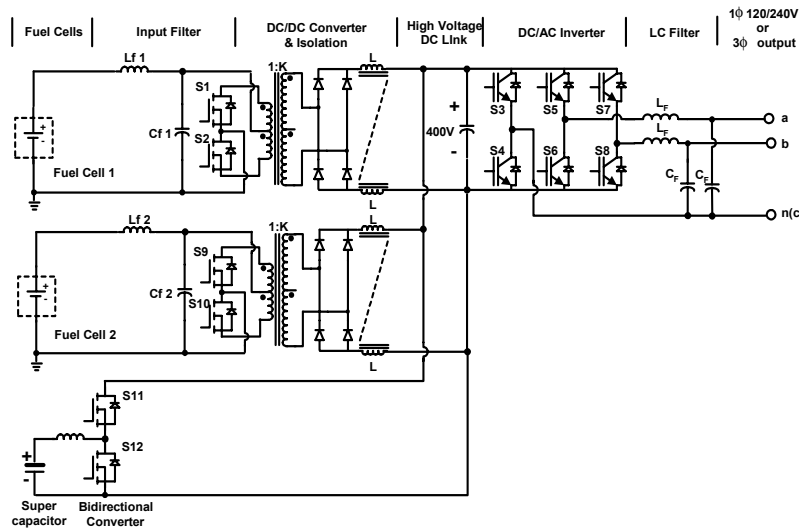 Fuel Cells
Input Filter
DC/DC Converter
& Isolation
High Voltage
DC LInk
DC/AC Inverter
LC Filter
1ϕ 120/240V
or
3ϕ output
Lf 1
Cf 1
S1
S2
1:K
L
L
Fuel Cell 1
+
400V
-
S3
S5
S7
S4
S6
S8
LF
LF
CF
CF
a
b
n(c
Lf 2
Cf 2
S9
S10
1:K
L
L
Fuel Cell 2
S11
S12
+
-
Super
capacitor
Bidirectional
Converter